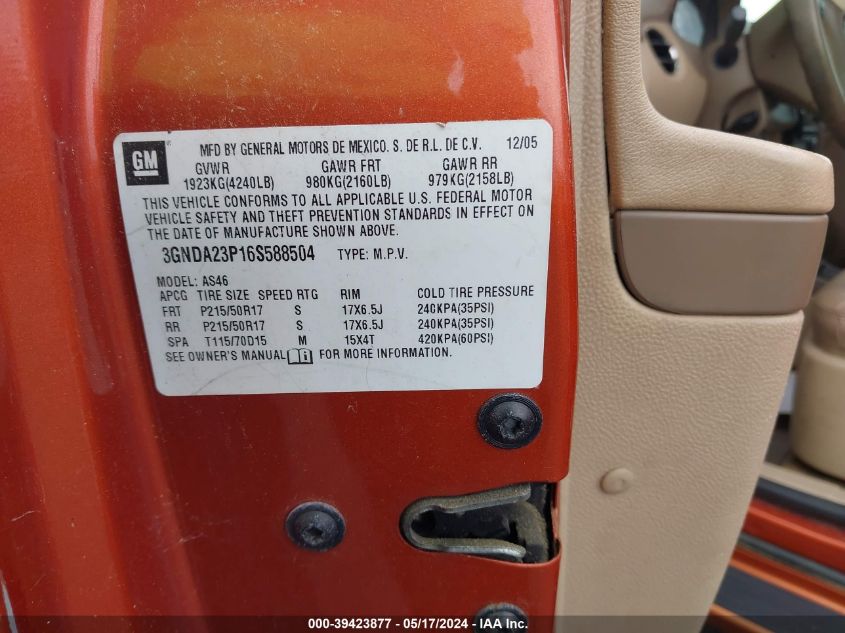 GM
MFD BY GENERAL MOTORS DE MEXICO. S. DE R.L. DE C.V. 12/05
GVWR GAWR FRT GAWR RR
1923KG(4240LB) 980KG(2160LB) 979KG(2158LB)
THIS VEHICLE CONFORMS TO ALL APPLICABLE U.S. FEDERAL MOTOR
VEHICLE SAFETY AND THEFT PREVENTION STANDARDS IN EFFECT ON
THE DATE OF MANUFACTURE SHOWN ABOVE.
3GNDA23P16S588504 TYPE: M.P.V.
MODEL: AS46
APCG TIRE SIZE SPEED RTG RIM COLD TIRE PRESSURE
FRT P215/50R17 S 17X6.5J 240KPA(35PSI)
RR P215/50R17 S 17X6.5J 240KPA(35PSI)
SPA T115/70D15 M 15X4T 420KPA(60PSI)
SEE OWNER'S MANUAL FOR MORE INFORMATION.
000-39423877 - 05/17/2024 - IAA Inc.